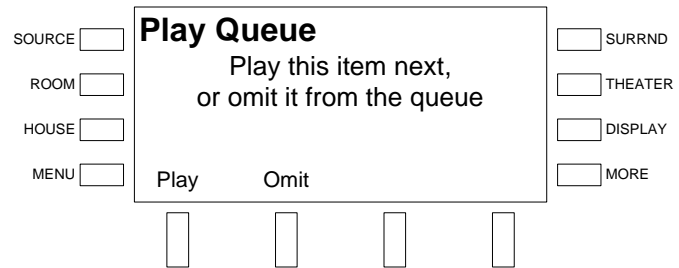 Play Queue
SOURCE
SURRND
Play this item next,
ROOM
THEATER
or omit it from the queue
HOUSE
DISPLAY
MENU
Play Omit
MORE